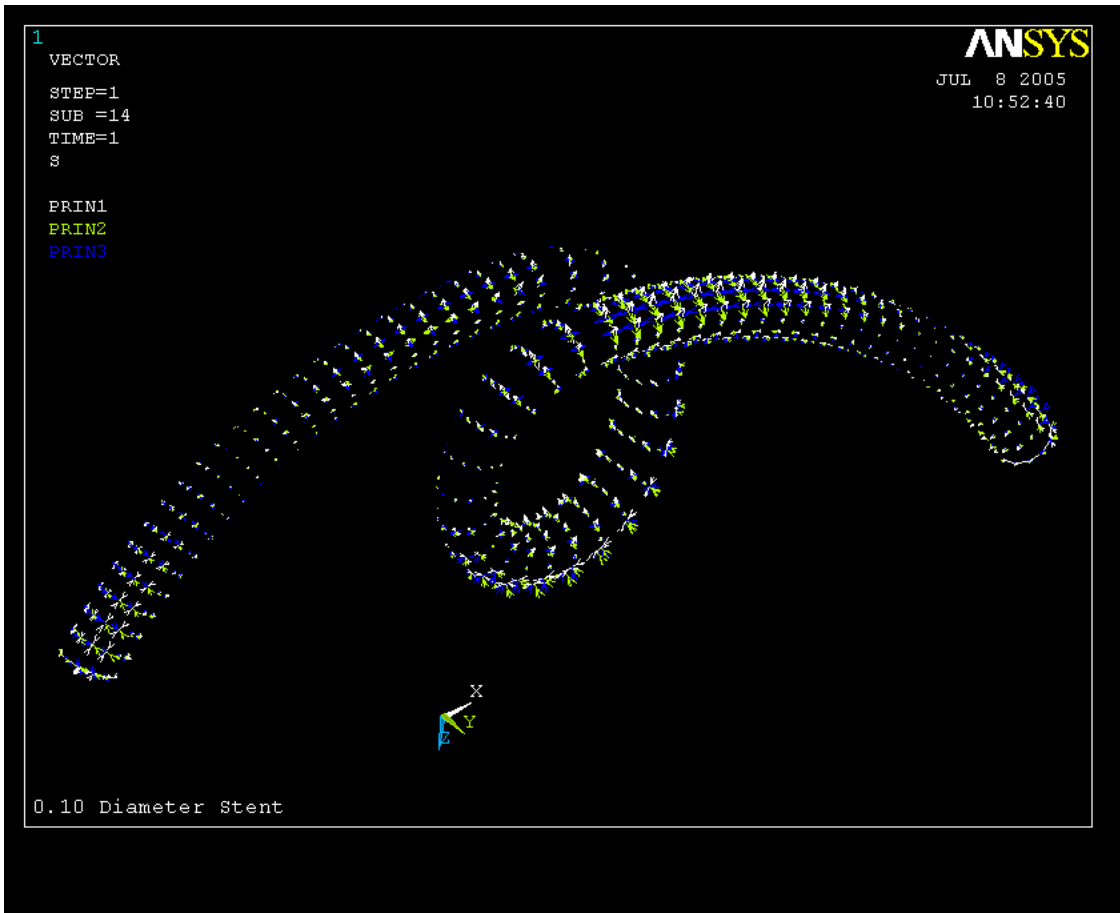 1
VECTOR
STEP=1
SUB =14
TIME=1
S
PRIN1
PRIN2
PRIN3
ANSYS
JUL  8 2005
10:52:40
X
Y
Z
0.10 Diameter Stent